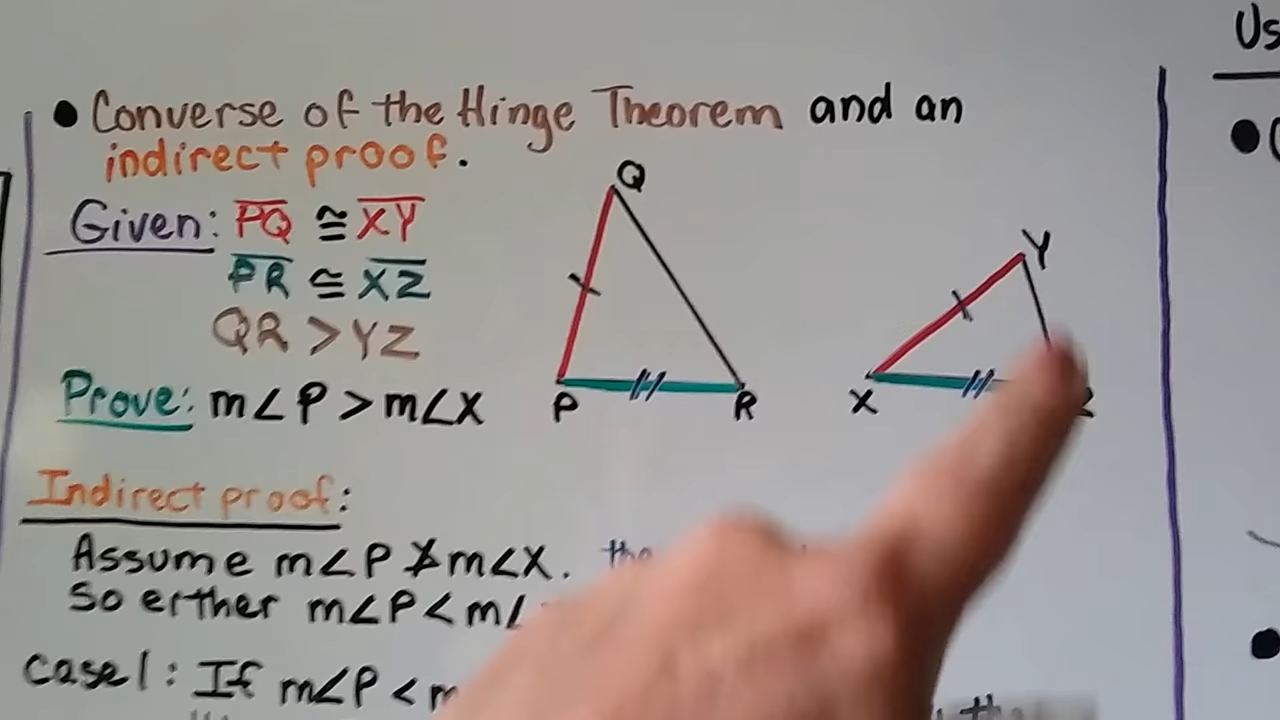 • Converse of the Hinge Theorem and an
indirect proof.
Given: PQ ≅ XY
PR ≅ XZ
QR > YZ
Prove: m∠P > m∠X
Q
P
R
Y
X
Indirect proof:
Assume m∠P ≯ m∠X.
So erther m∠P < m∠
case 1: If m∠P < m
Us